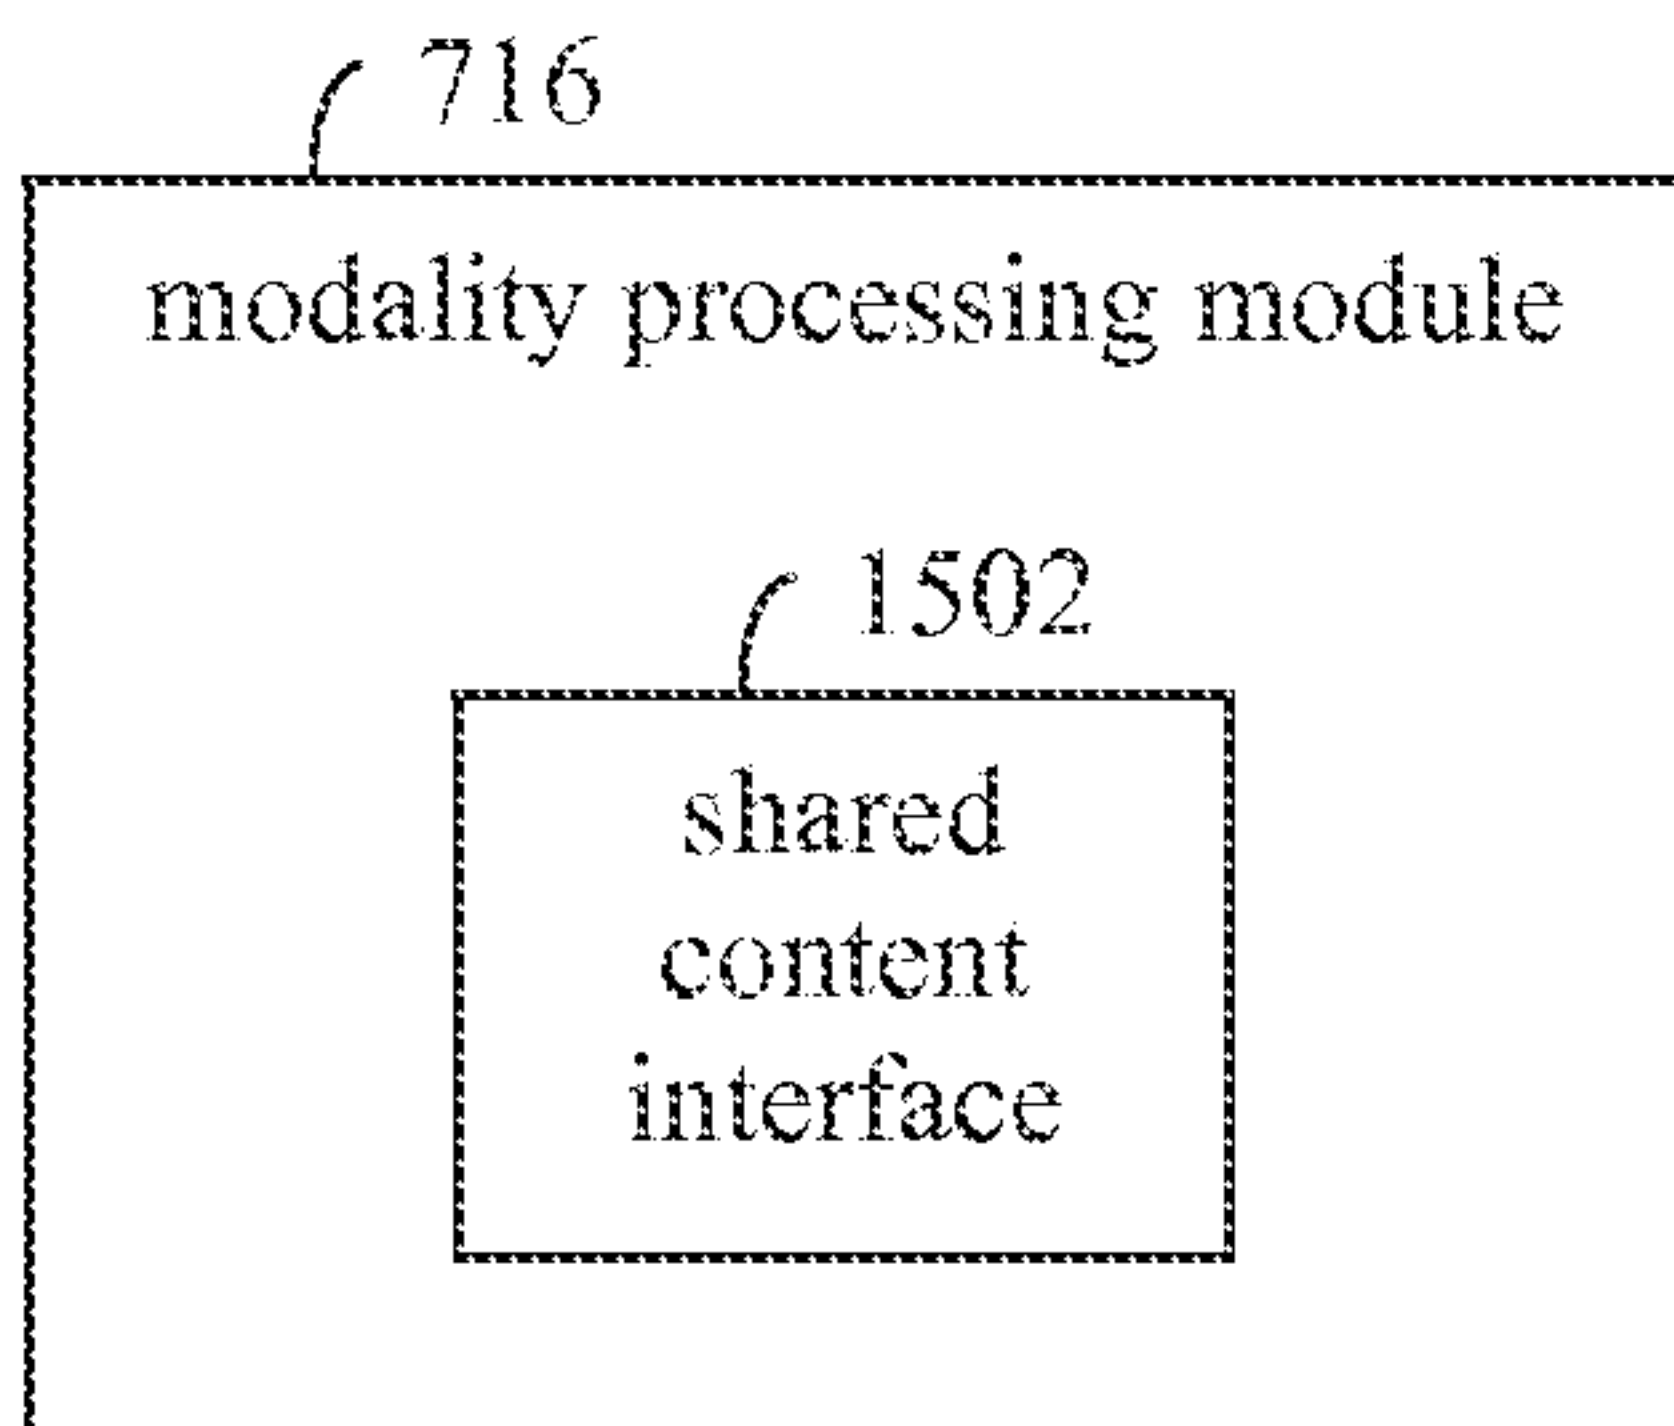 716
modality processing module
1502
shared
content
interface